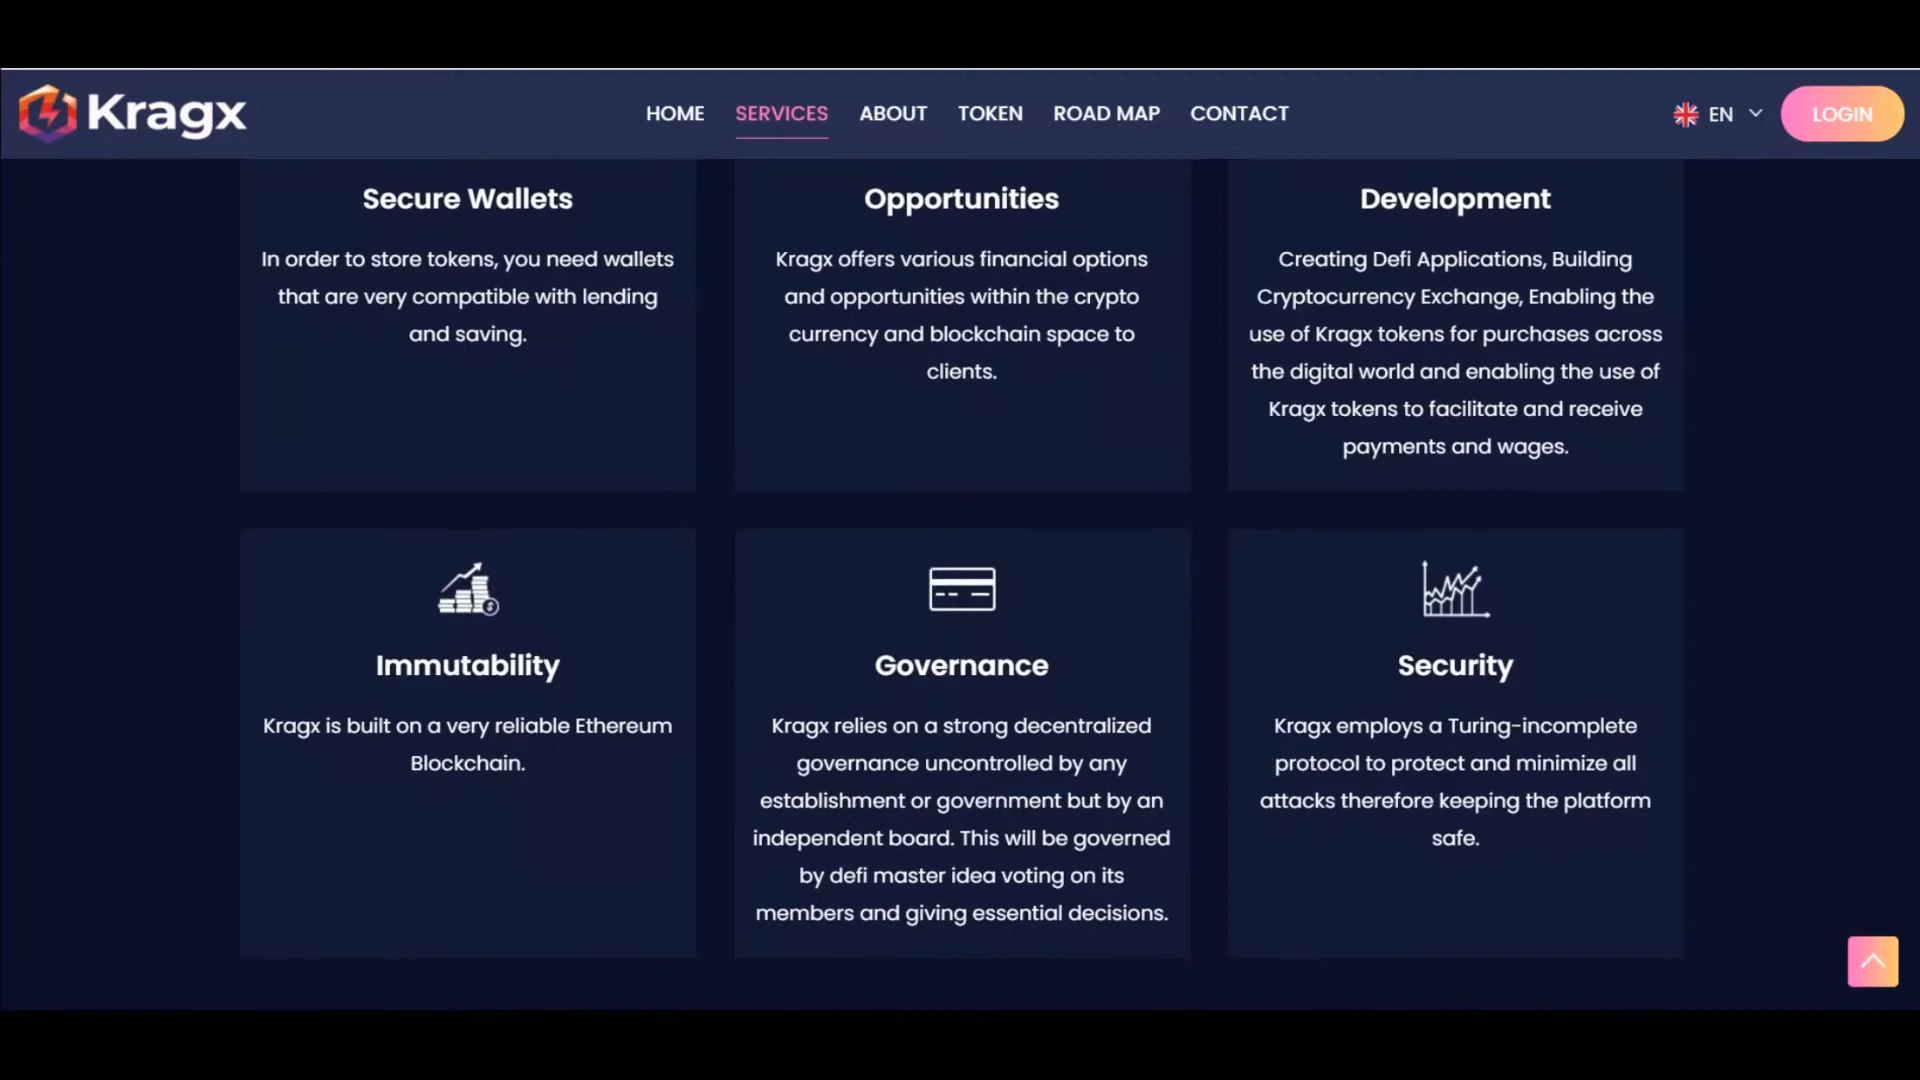 Kragx
HOME SERVICES ABOUT TOKEN ROAD MAP CONTACT
EN
LOGIN
Secure Wallets
In order to store tokens, you need wallets
that are very compatible with lending
and saving.
Opportunities
Kragx offers various financial options
and opportunities within the crypto
currency and blockchain space to
clients.
Development
Creating Defi Applications, Building
Cryptocurrency Exchange, Enabling the
use of Kragx tokens for purchases across
the digital world and enabling the use of
Kragx tokens to facilitate and receive
payments and wages.
Immutability
Kragx is built on a very reliable Ethereum
Blockchain.
Governance
Kragx relies on a strong decentralized
governance uncontrolled by any
establishment or government but by an
independent board. This will be governed
by defi master idea voting on its
members and giving essential decisions.
Security
Kragx employs a Turing-incomplete
protocol to protect and minimize all
attacks therefore keeping the platform
safe.